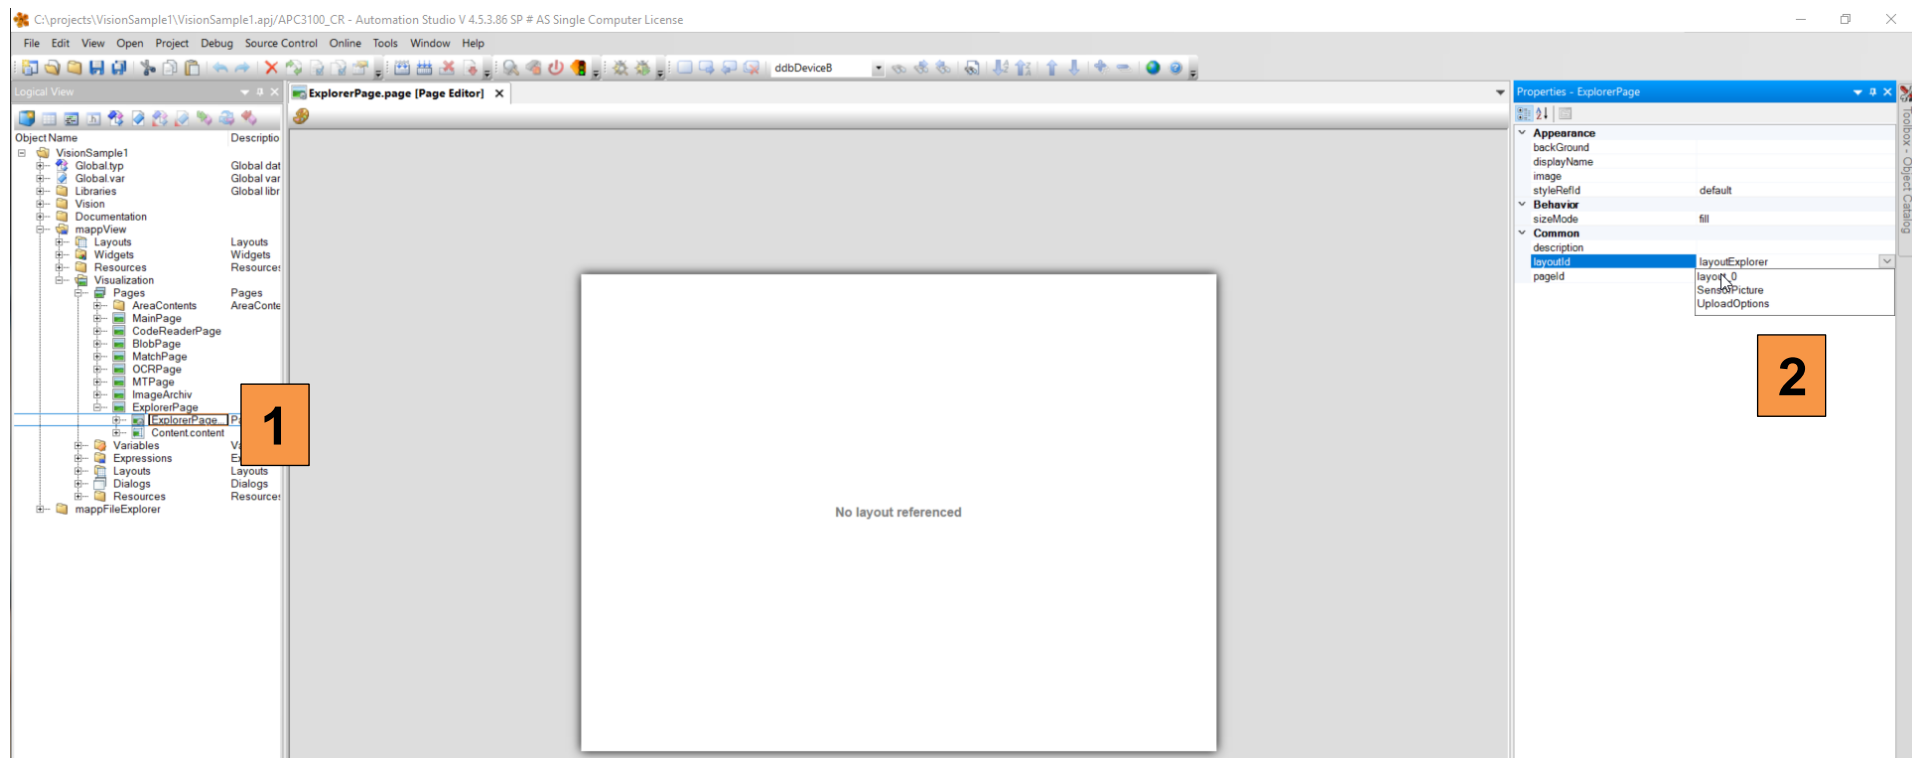 C:\projects\VisionSample1\VisionSample1.apj/APC3100_CR - Automation Studio V 4.5.3.86 SP # AS Single Computer License
File Edit View Open Project Debug Source Control Online Tools Window Help
ddbDeviceB
Logical View
ExplorerPage.page [Page Editor]
Properties - ExplorerPage
Object Name Descriptio
VisionSample1
Global.typ Global dat
Global.var Global var
Libraries Global libr
Vision
Documentation
mappView
Layouts Layouts
Widgets Widgets
Resources Resource
Visualization
Pages Pages
AreaContents AreaConte
MainPage
CodeReaderPage
BlobPage
MatchPage
OCRPage
MTPage
ImageArchiv
ExplorerPage
ExplorerPage... P
Content.content
Variables V
Expressions E
Layouts Layouts
Dialogs Dialogs
Resources Resource
mappFileExplorer
1
No layout referenced
Appearance
backGround
displayName
image
styleRefId default
Behavior
sizeMode fill
Common
description
layoutId layoutExplorer
pageId
layout_0
SensorPicture
UploadOptions
2
Toolbox - Object Catalog